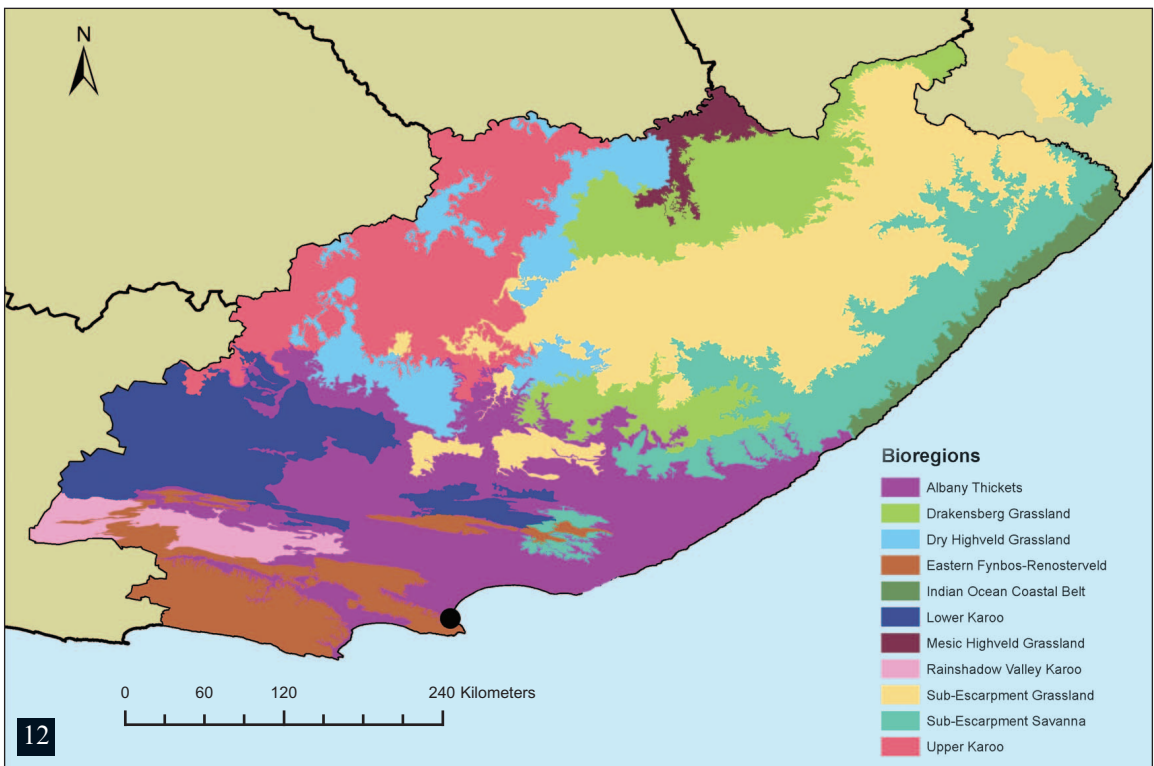 N
Bioregions
Albany Thickets
Drakensberg Grassland
Dry Highveld Grassland
Eastern Fynbos-Renosterveld
Indian Ocean Coastal Belt
Lower Karoo
Mesic Highveld Grassland
Rainshadow Valley Karoo
Sub-Escarpment Grassland
Sub-Escarpment Savanna
Upper Karoo
0 60 120 240 Kilometers
12